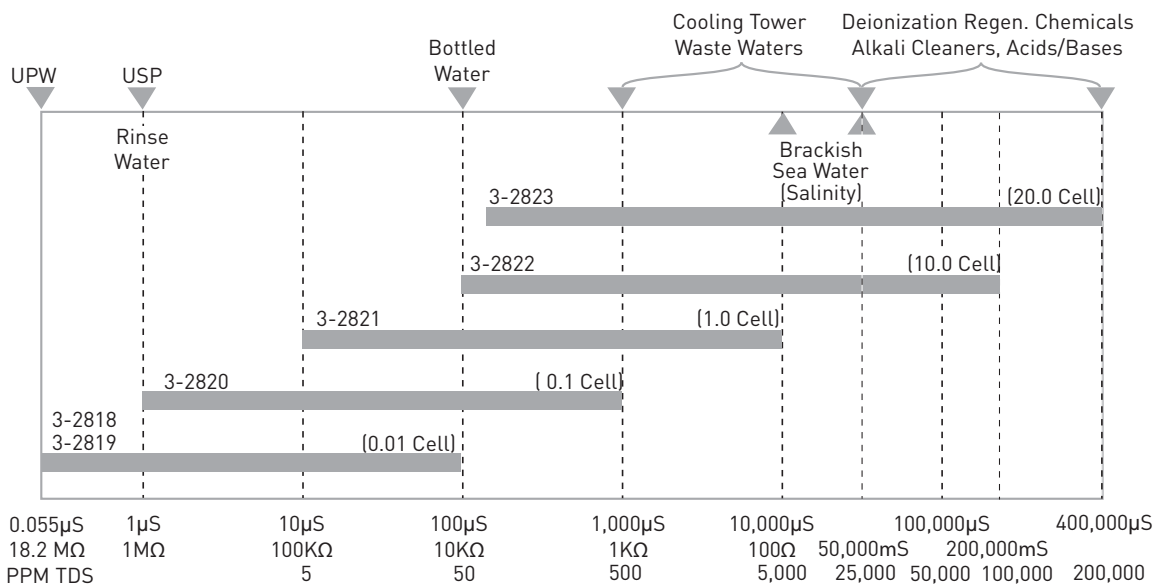 Cooling Tower
Waste Waters
Deionization Regen. Chemicals
Alkali Cleaners, Acids/Bases
Bottled
Water
UPW
USP
Rinse
Water
Brackish
Sea Water
(Salinity)
3-2823 (20.0 Cell)
3-2822 (10.0 Cell)
3-2821 (1.0 Cell)
3-2820 ( 0.1 Cell)
3-2818
3-2819 (0.01 Cell)
0.055µS 1µS 10µS 100µS 1,000µS 10,000µS 100,000µS 400,000µS
18.2 MΩ 1MΩ 100KΩ 10KΩ 1KΩ 100Ω 50,000mS 200,000mS
PPM TDS 5 50 500 5,000 25,000 50,000 100,000 200,000